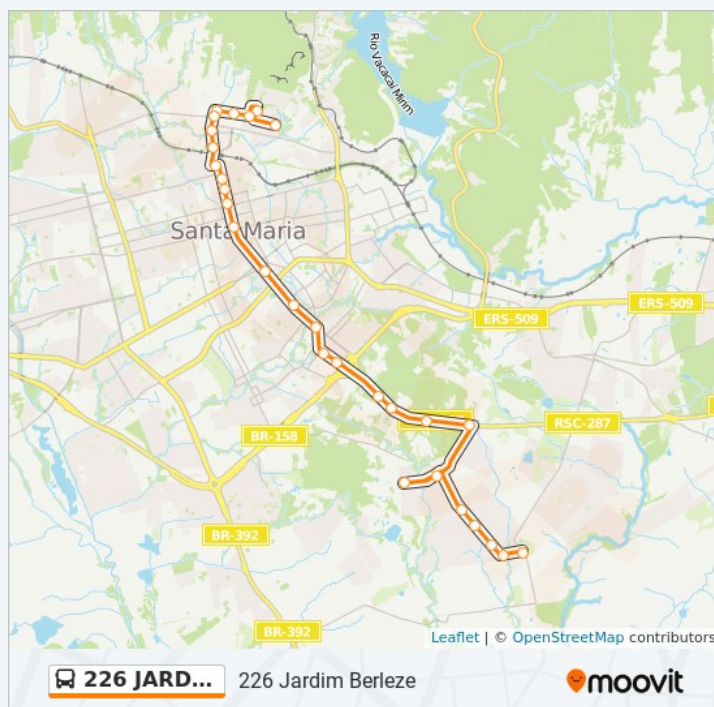 Rio Vacacaí Mirim
Santa Maria
ERS-509
ERS-509
RSC-287
BR-158
BR-392
BR-392
Leaflet | © OpenStreetMap contributors
226 JARD...
226 Jardim Berleze
moovit